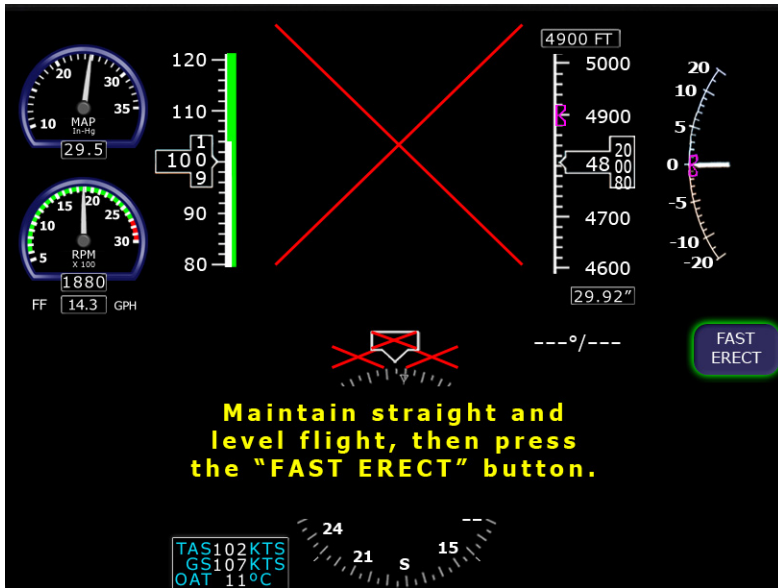 4900 FT
20
30
35
10
MAP
In-Hg
29.5
120
110
1
100
9
90
80
5000
4900
20
48 00
80
4700
4600
29.92"
20
10
5
0
-5
-10
-20
15
20
10
25
5
30
RPM
X 100
1880
FF 14.3 GPH
---°/---
FAST
ERECT
Maintain straight and
level flight, then press
the “FAST ERECT” button.
24
21
S
15
TAS102KTS
GS107KTS
OAT 11°C